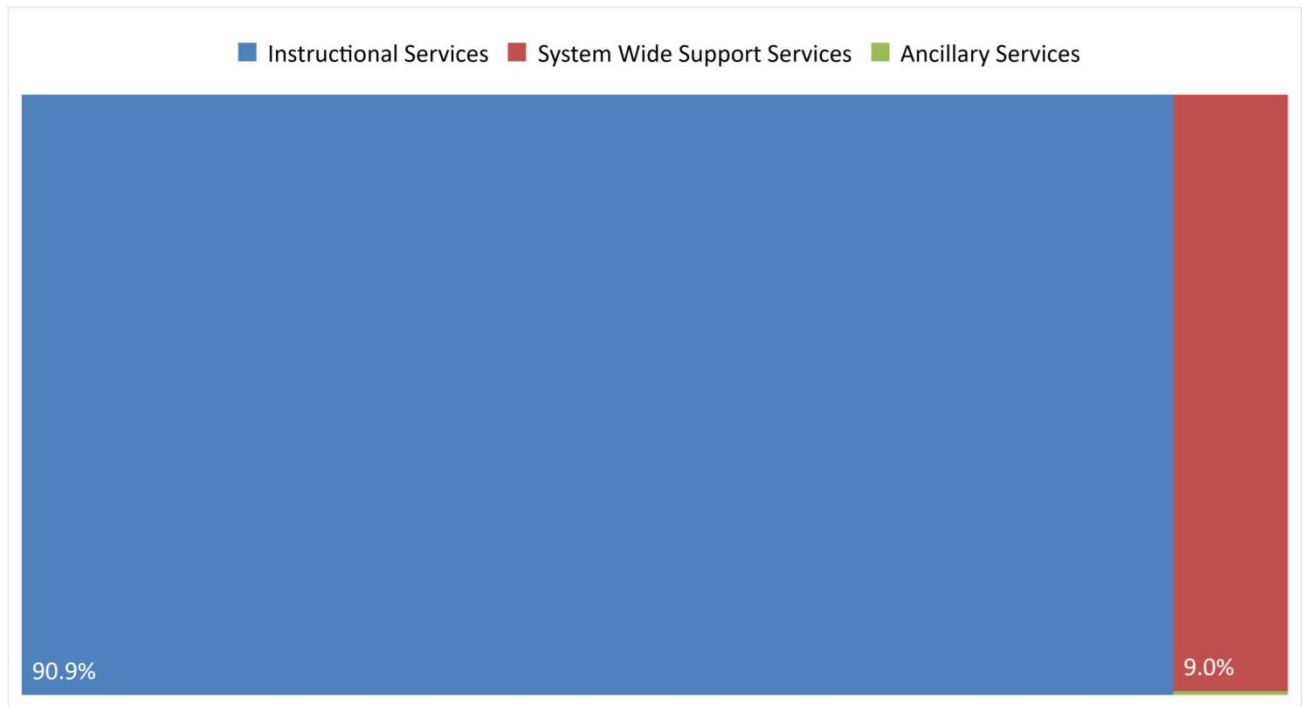 Instructional Services System Wide Support Services Ancillary Services
90.9% 9.0%